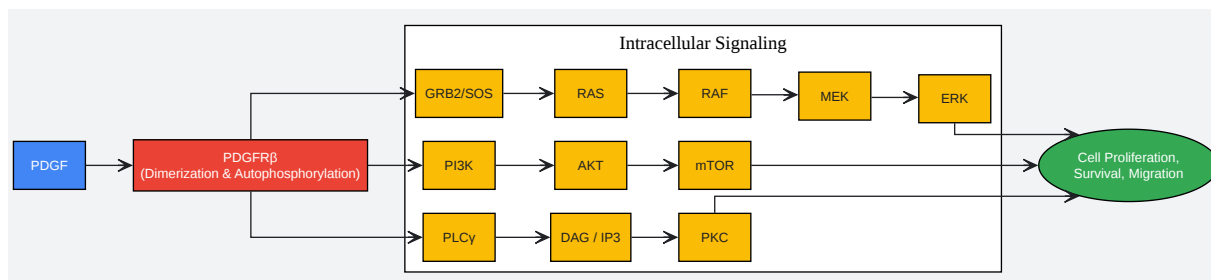 Intracellular Signaling
GRB2/SOS
RAS
RAF
MEK
ERK
PDGF
PDGFRβ
(Dimerization & Autophosphorylation)
PI3K
AKT
mTOR
Cell Proliferation,
Survival, Migration
PLCγ
DAG / IP3
PKC